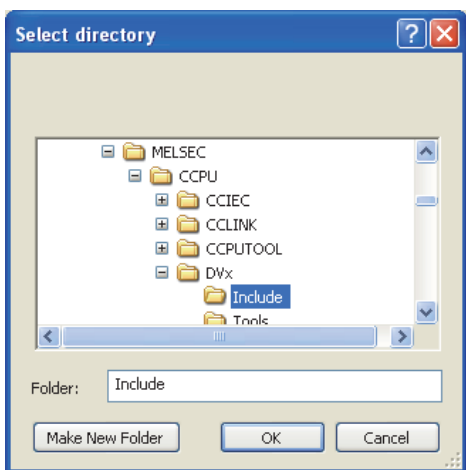 Select directory
MELSEC
CCPU
CCIEC
CCLINK
CCPUTOOL
DVx
Include
Tools
Folder: Include
Make New Folder OK Cancel